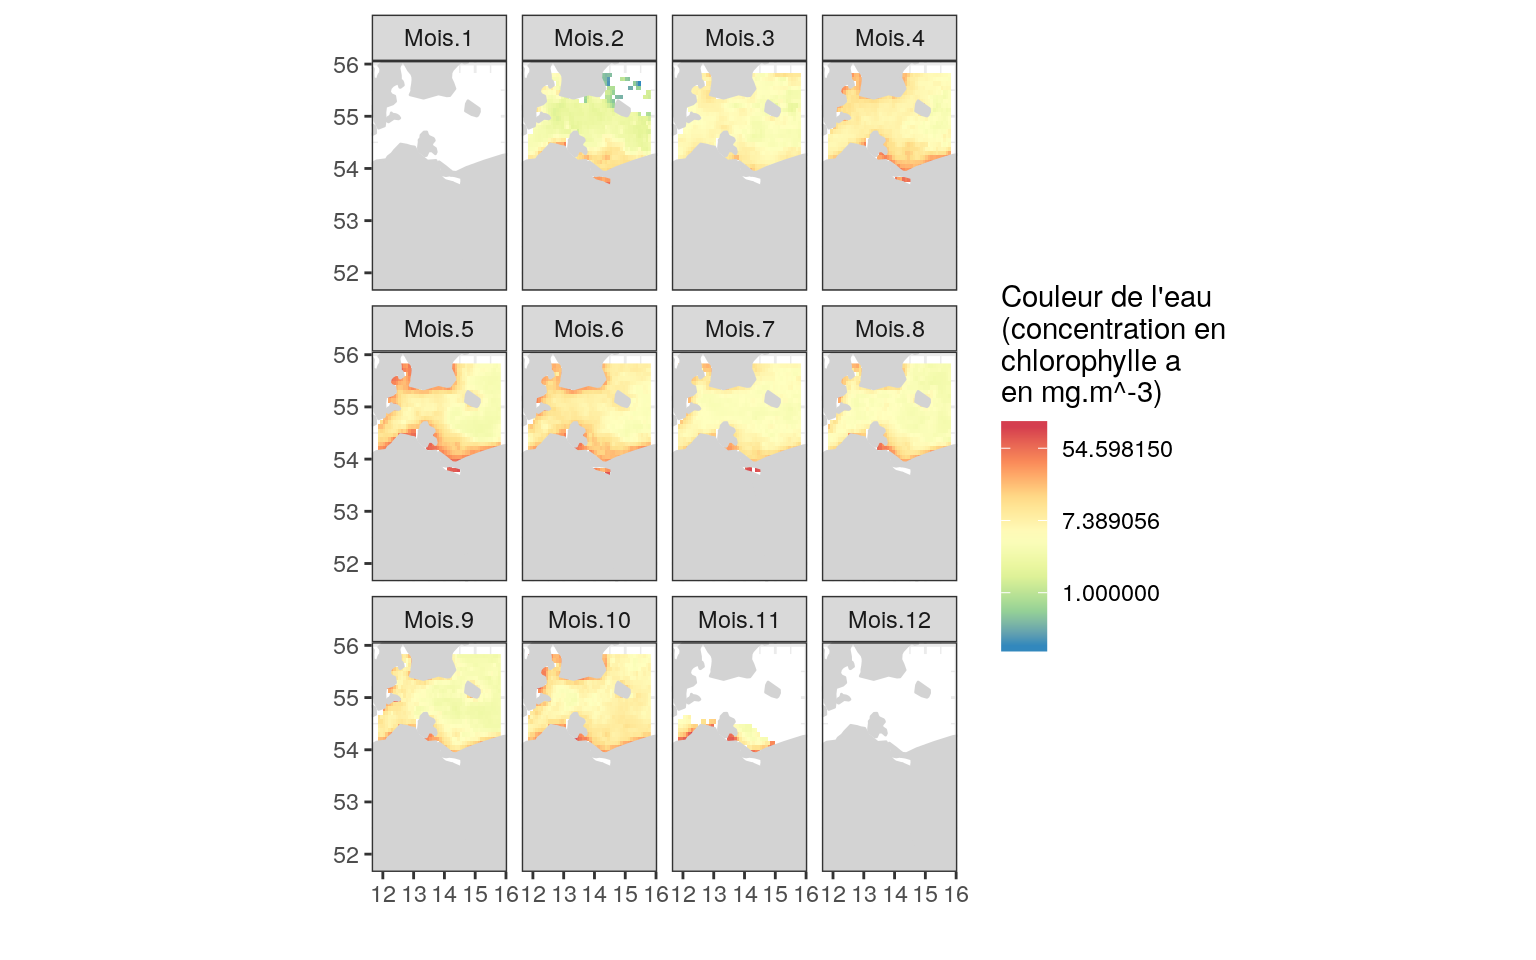 Mois.1 Mois.2 Mois.3 Mois.4
56
55
54
53
52
Mois.5 Mois.6 Mois.7 Mois.8
56
55
54
53
52
Mois.9 Mois.10 Mois.11 Mois.12
56
55
54
53
52
12 13 14 15 16 12 13 14 15 16 12 13 14 15 16 12 13 14 15 16
Couleur de l'eau
(concentration en
chlorophylle a
en mg.m^-3)
54.598150
7.389056
1.000000